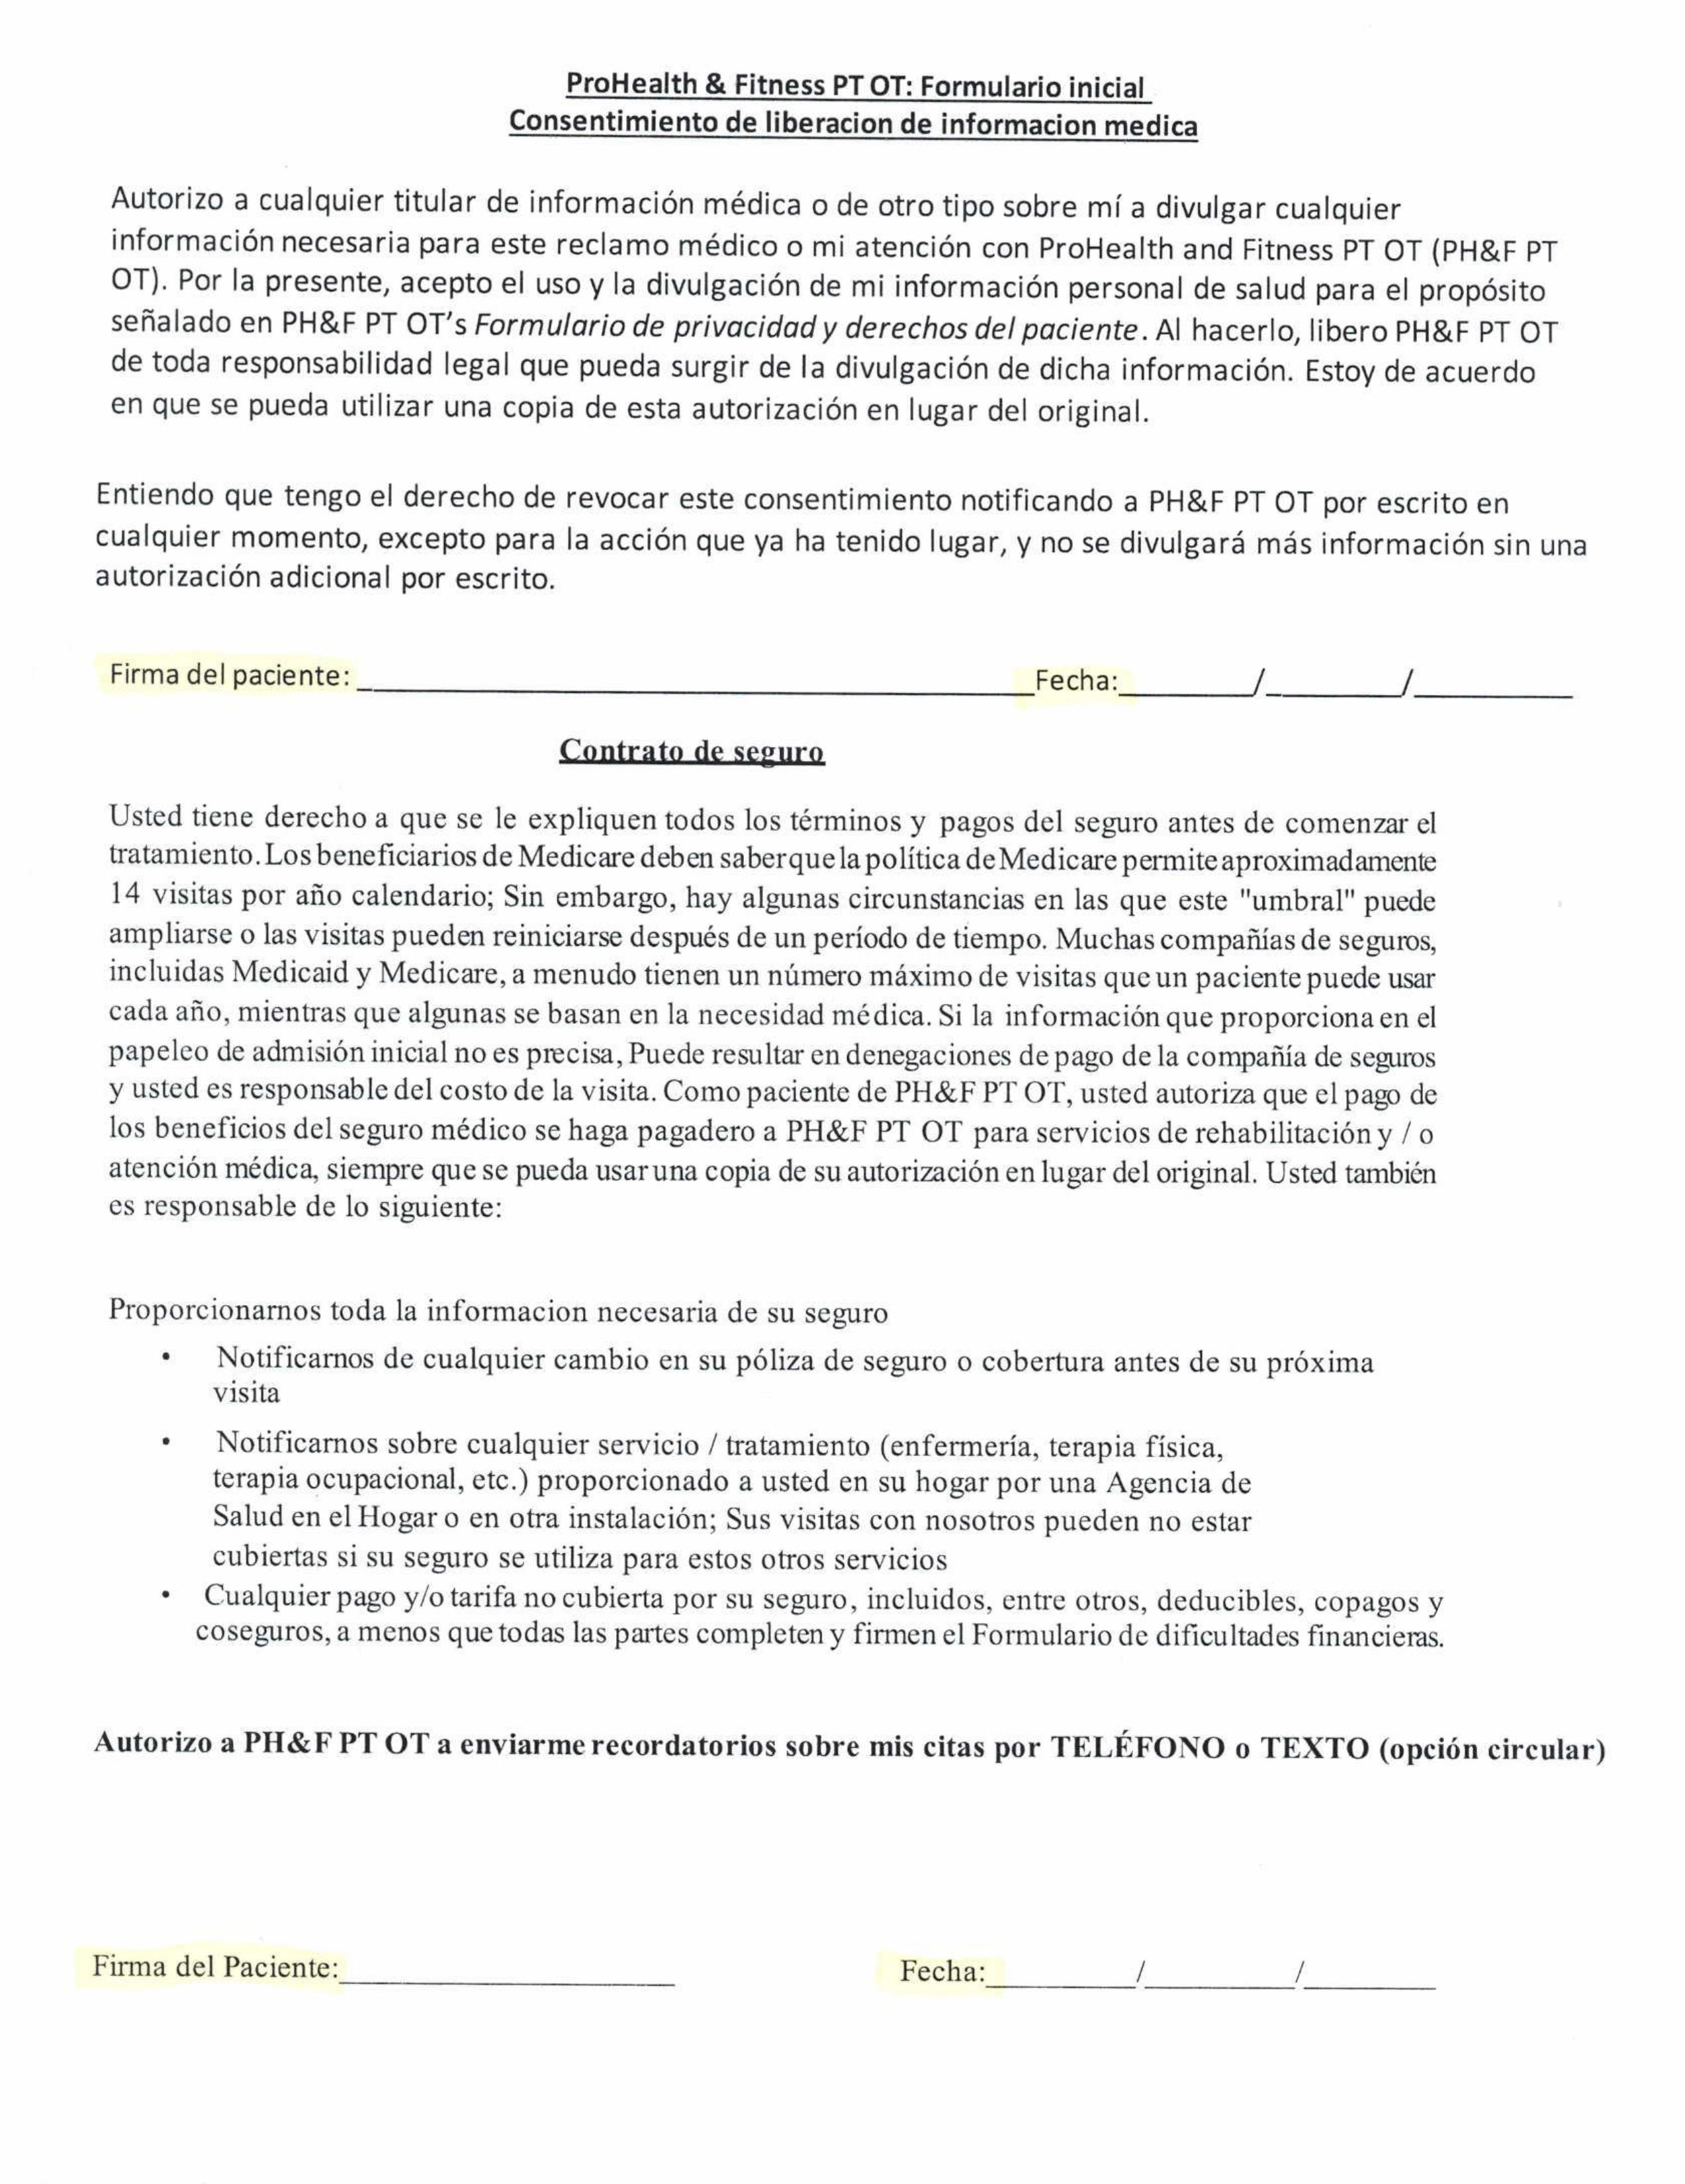 ProHealth & Fitness PT OT: Formulario inicial
Consentimiento de liberacion de informacion medica
Autorizo a cualquier titular de información médica o de otro tipo sobre mí a divulgar cualquier
información necesaria para este reclamo médico o mi atención con ProHealth and Fitness PT OT (PH&F PT
OT). Por la presente, acepto el uso y la divulgación de mi información personal de salud para el propósito
señalado en PH&F PT OT's Formulario de privacidad y derechos del paciente. Al hacerlo, libero PH&F PT OT
de toda responsabilidad legal que pueda surgir de la divulgación de dicha información. Estoy de acuerdo
en que se pueda utilizar una copia de esta autorización en lugar del original.
Entiendo que tengo el derecho de revocar este consentimiento notificando a PH&F PT OT por escrito en
cualquier momento, excepto para la acción que ya ha tenido lugar, y no se divulgará más información sin una
autorización adicional por escrito.
Firma del paciente: ____________________ Fecha:________/________/________
Contrato de seguro
Usted tiene derecho a que se le expliquen todos los términos y pagos del seguro antes de comenzar el
tratamiento. Los beneficiarios de Medicare deben saber que la política de Medicare permite aproximadamente
14 visitas por año calendario; Sin embargo, hay algunas circunstancias en las que este "umbral" puede
ampliarse o las visitas pueden reiniciarse después de un período de tiempo. Muchas compañías de seguros,
incluidas Medicaid y Medicare, a menudo tienen un número máximo de visitas que un paciente puede usar
cada año, mientras que algunas se basan en la necesidad médica. Si la información que proporciona en el
papeleo de admisión inicial no es precisa, Puede resultar en denegaciones de pago de la compañía de seguros
y usted es responsable del costo de la visita. Como paciente de PH&F PT OT, usted autoriza que el pago de
los beneficios del seguro médico se haga pagadero a PH&F PT OT para servicios de rehabilitación y / o
atención médica, siempre que se pueda usar una copia de su autorización en lugar del original. Usted también
es responsable de lo siguiente:
Proporcionarnos toda la informacion necesaria de su seguro
• Notificarnos de cualquier cambio en su póliza de seguro o cobertura antes de su próxima
visita
• Notificarnos sobre cualquier servicio / tratamiento (enfermería, terapia física,
terapia ocupacional, etc.) proporcionado a usted en su hogar por una Agencia de
Salud en el Hogar o en otra instalación; Sus visitas con nosotros pueden no estar
cubiertas si su seguro se utiliza para estos otros servicios
• Cualquier pago y/o tarifa no cubierta por su seguro, incluidos, entre otros, deducibles, copagos y
coseguros, a menos que todas las partes completen y firmen el Formulario de dificultades financieras.
Autorizo a PH&F PT OT a enviarme recordatorios sobre mis citas por TELÉFONO o TEXTO (opción circular)
Firma del Paciente:____________________ Fecha:________/________/________